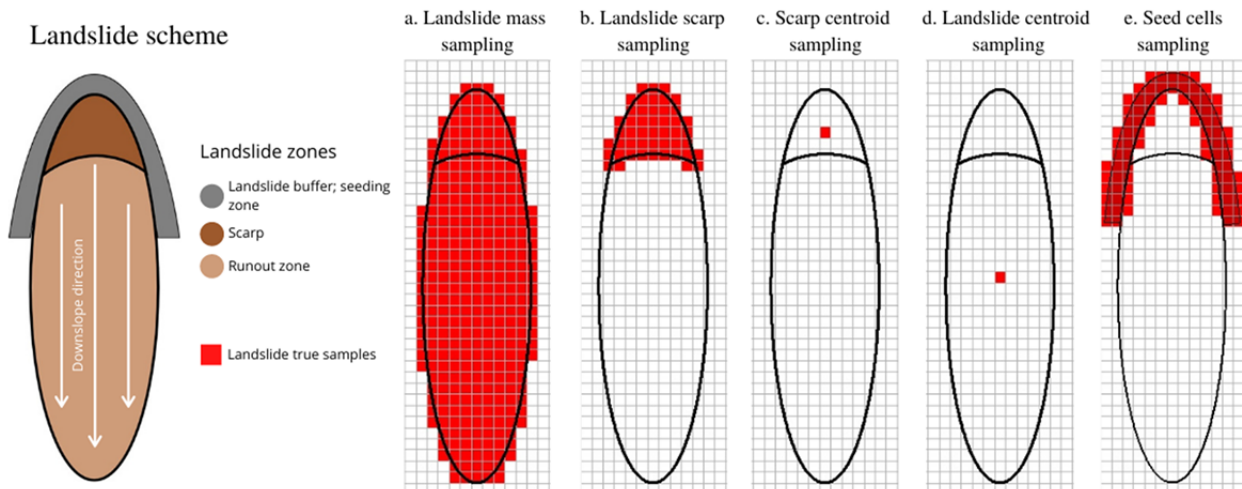 Landslide scheme
Landslide zones
Landslide buffer; seeding
zone
Scarp
Runout zone
Landslide true samples
Downslope direction
a. Landslide mass
sampling
b. Landslide scarp
sampling
c. Scarp centroid
sampling
d. Landslide centroid
sampling
e. Seed cells
sampling